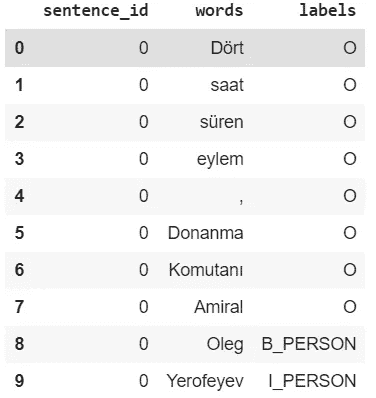 sentence_id words labels
0 0 Dört O
1 0 saat O
2 0 süren O
3 0 eylem O
4 0 , O
5 0 Donanma O
6 0 Komutanı O
7 0 Amiral O
8 0 Oleg B_PERSON
9 0 Yerofeyev I_PERSON